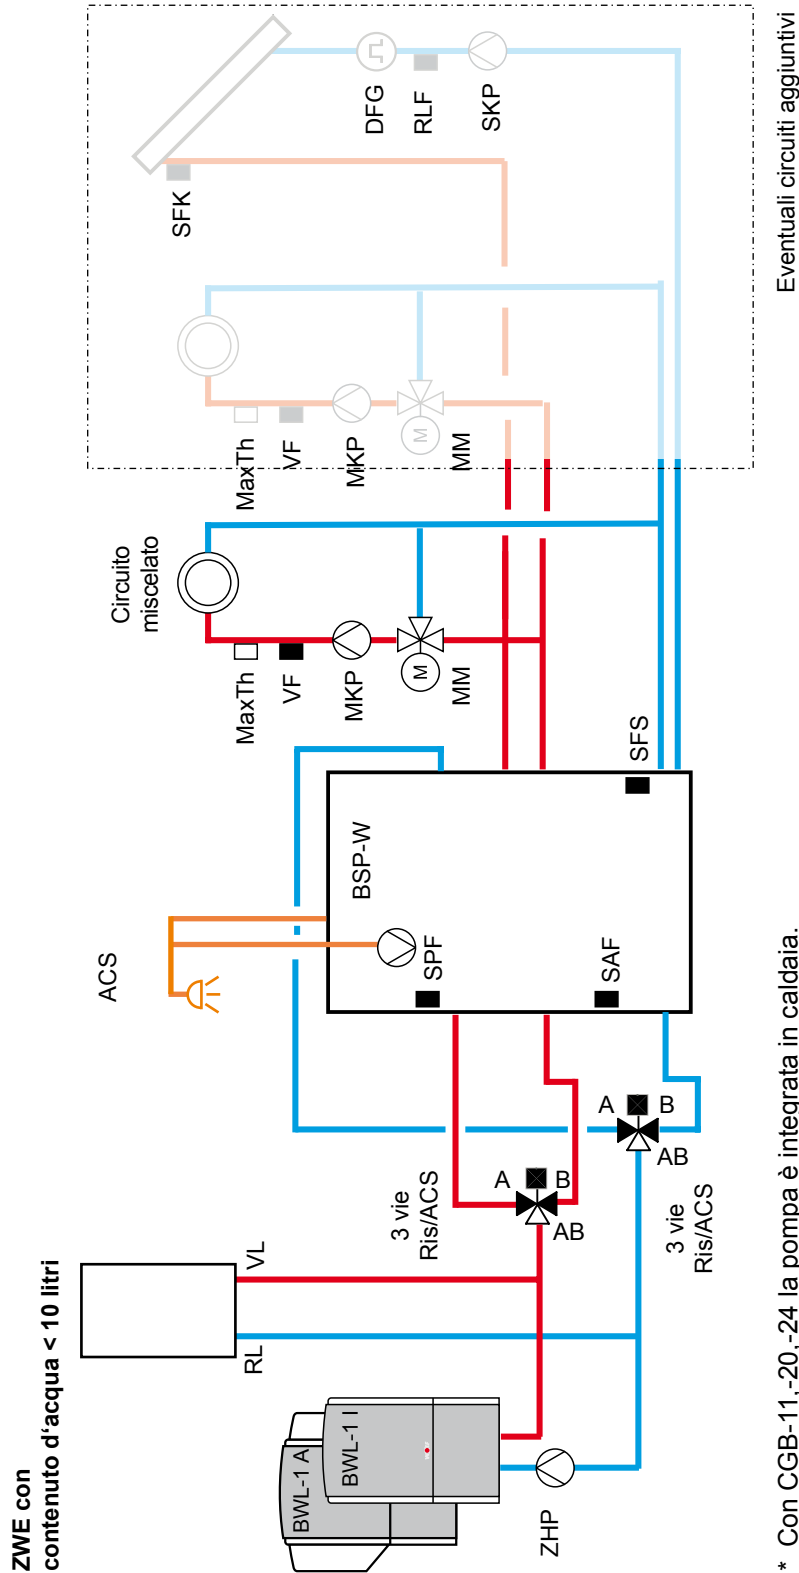 ZWE con
contenuto d'acqua < 10 litri
RL
VL
BWL-1 A
BWL-1 I
ZHP
3 vie
Ris/ACS
A
B
AB
3 vie
Ris/ACS
A
B
AB
ACS
BSP-W
SPF
SAF
SFS
Circuito
miscelato
MaxTh
VF
MKP
M
MM
MaxTh
VF
MKP
M
MM
SFK
DFG
RLF
SKP
Eventuali circuiti aggiuntivi
* Con CGB-11,-20,-24 la pompa è integrata in caldaia.